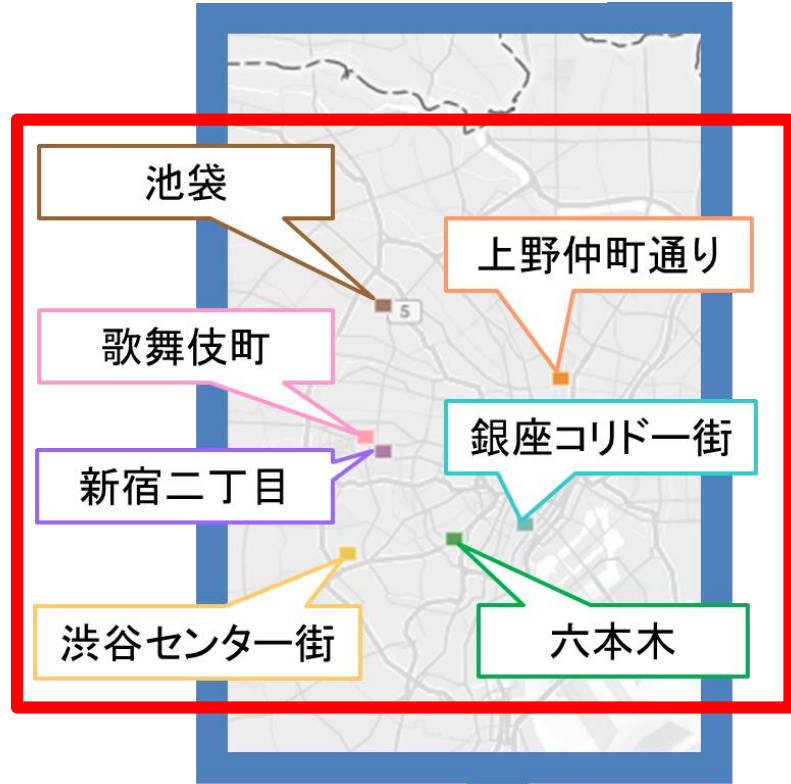 池袋
上野仲町通り
5
歌舞伎町
銀座コリドー街
新宿二丁目
渋谷センター街
六本木